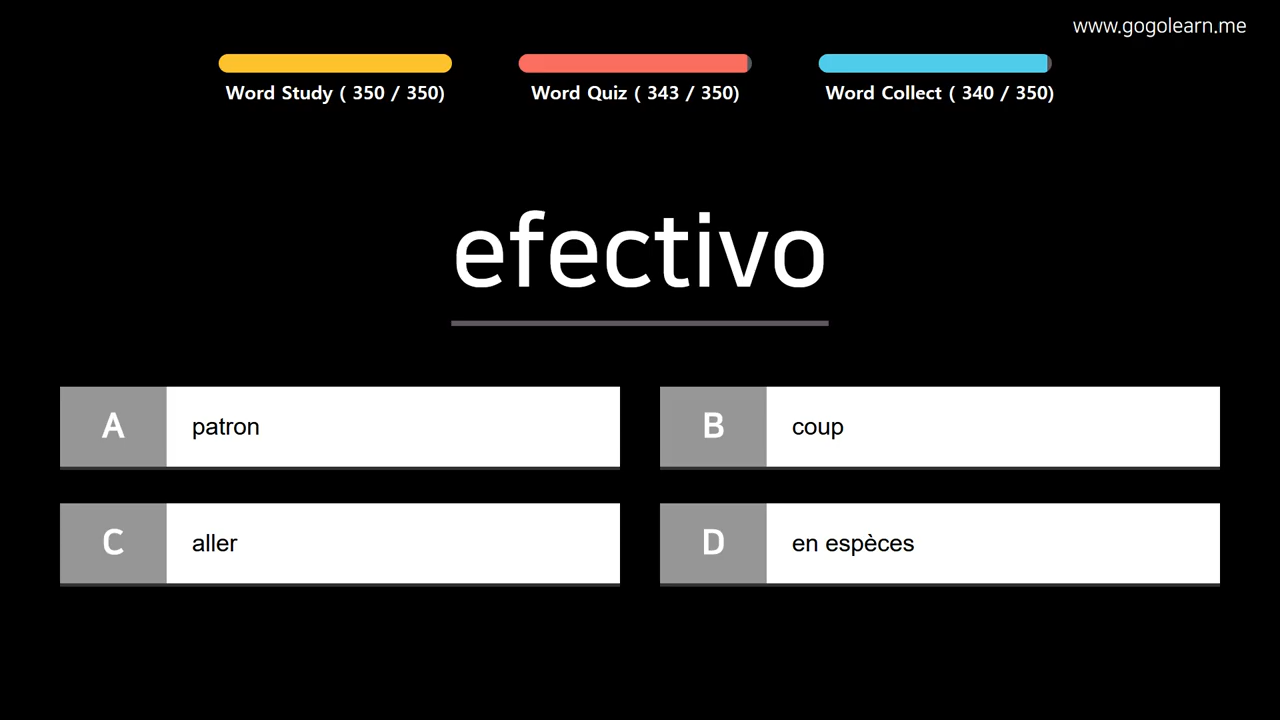 www.gogolearn.me
Word Study ( 350 / 350)
Word Quiz ( 343 / 350)
Word Collect ( 340 / 350)
efectivo
A patron
B coup
C aller
D en espèces